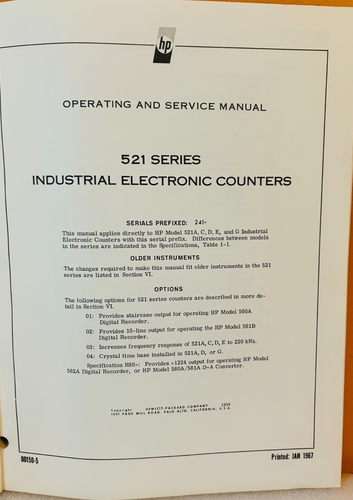 hp
OPERATING AND SERVICE MANUAL
521 SERIES
INDUSTRIAL ELECTRONIC COUNTERS
SERIALS PREFIXED: 241-
This manual applies directly to HP Model 521A, C, D, E, and G Industrial
Electronic Counters with this serial prefix. Differences between models
in the series are indicated in the Specifications, Table 1-1.
OLDER INSTRUMENTS
The changes required to make this manual fit older instruments in the 521
series are listed in Section VI.
OPTIONS
The following options for 521 series counters are described in more de-
tail in Section VI.
01: Provides staircase output for operating HP Model 560A
Digital Recorder.
02: Provides 10-line output for operating the HP Model 561B
Digital Recorder.
03: Increases frequency response of 521A, C, D, E to 220 kHz.
04: Crystal time base installed in 521A, D, or G.
Specification H80-: Provides +1224 output for operating HP Model
562A Digital Recorder, or HP Model 580A/581A D-A Converter.
Copyright HEWLETT-PACKARD COMPANY 1959
1501 PAGE MILL ROAD, PALO ALTO, CALIFORNIA, U.S.A.
00150-5
Printed: JAN 1967